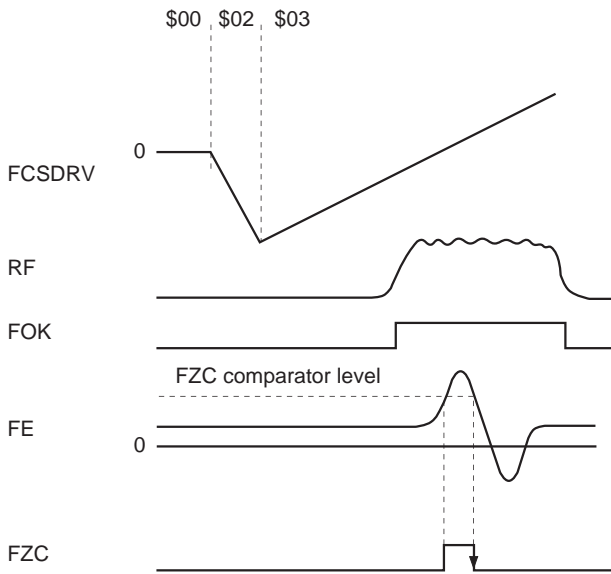 $00 $02 $03
0
FCSDRV
RF
FOK
FZC comparator level
FE
0
FZC